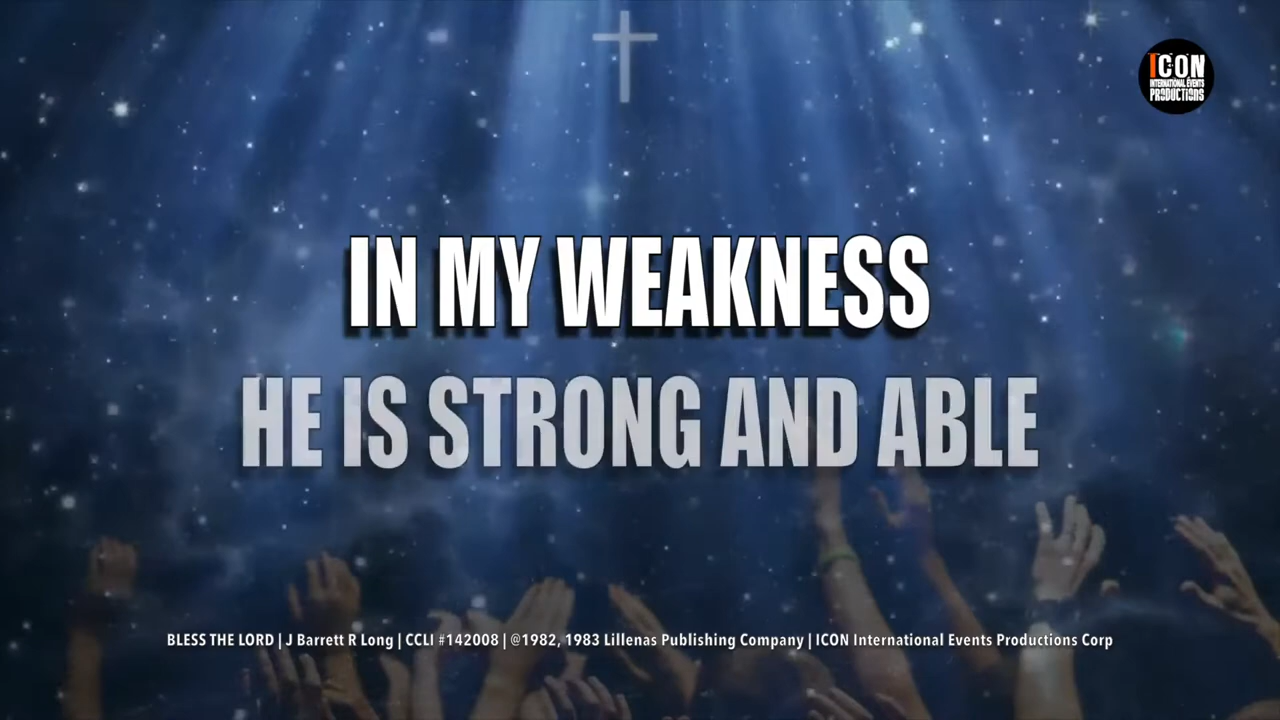 ICON
INTERNATIONAL EVENTS
PRODUCTIONS
IN MY WEAKNESS
HE IS STRONG AND ABLE
BLESS THE LORD | J Barrett R Long | CCLI #142008 | @1982, 1983 Lillenas Publishing Company | ICON International Events Productions Corp